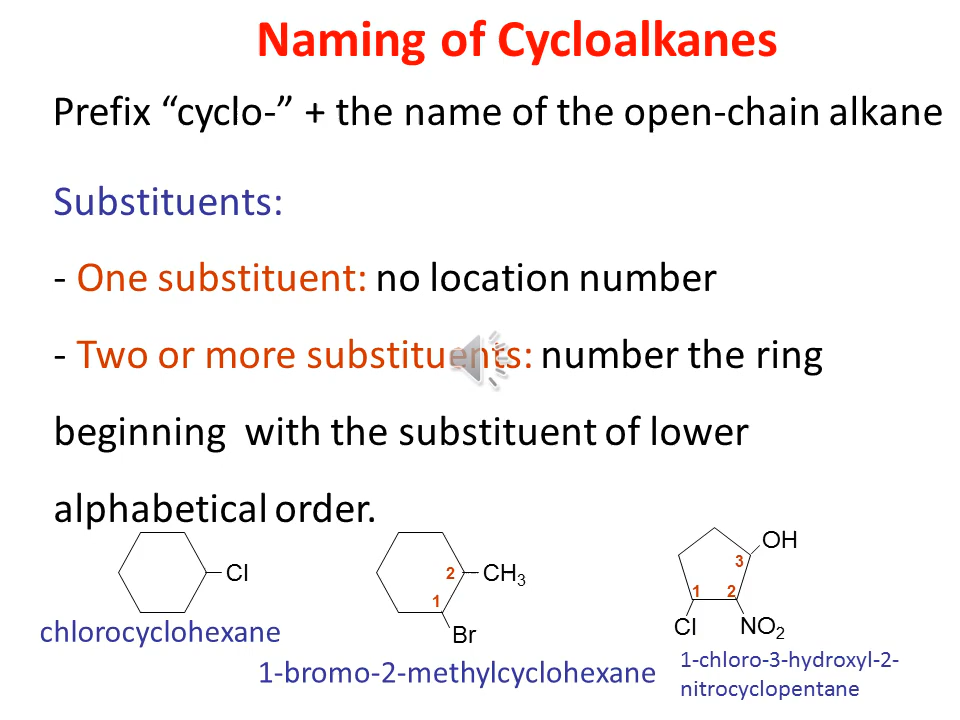 Naming of Cycloalkanes
Prefix “cyclo-” + the name of the open-chain alkane
Substituents:
- One substituent: no location number
- Two or more substituents: number the ring
beginning  with the substituent of lower
alphabetical order.
Cl
chlorocyclohexane
2
CH₃
1
Br
1-bromo-2-methylcyclohexane
OH
3
1
2
Cl
NO₂
1-chloro-3-hydroxyl-2-
nitrocyclopentane